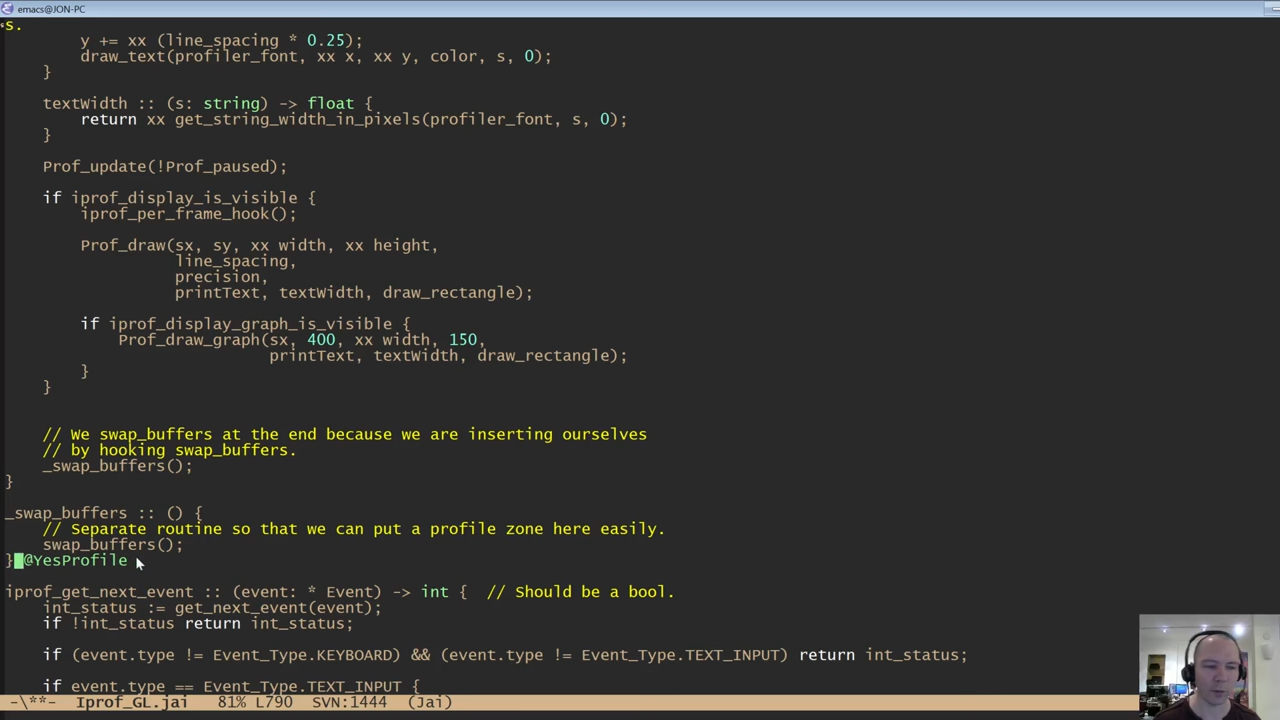 emacs@JON-PC
s.
y += xx (line_spacing * 0.25);
draw_text(profiler_font, xx x, xx y, color, s, 0);
}
textWidth :: (s: string) -> float {
return xx get_string_width_in_pixels(profiler_font, s, 0);
}
Prof_update(!Prof_paused);
if iprof_display_is_visible {
iprof_per_frame_hook();
Prof_draw(sx, sy, xx width, xx height,
line_spacing,
precision,
printText, textWidth, draw_rectangle);
if iprof_display_graph_is_visible {
Prof_draw_graph(sx, 400, xx width, 150,
printText, textWidth, draw_rectangle);
}
}
// We swap_buffers at the end because we are inserting ourselves
// by hooking swap_buffers.
_swap_buffers();
}
_swap_buffers :: () {
// Separate routine so that we can put a profile zone here easily.
swap_buffers();
} @YesProfile
iprof_get_next_event :: (event: * Event) -> int {  // Should be a bool.
int_status := get_next_event(event);
if !int_status return int_status;
if (event.type != Event_Type.KEYBOARD) && (event.type != Event_Type.TEXT_INPUT) return int_status;
if event.type == Event_Type.TEXT_INPUT {
-\**-  Iprof_GL.jai  81% L790  SVN:1444  (Jai)